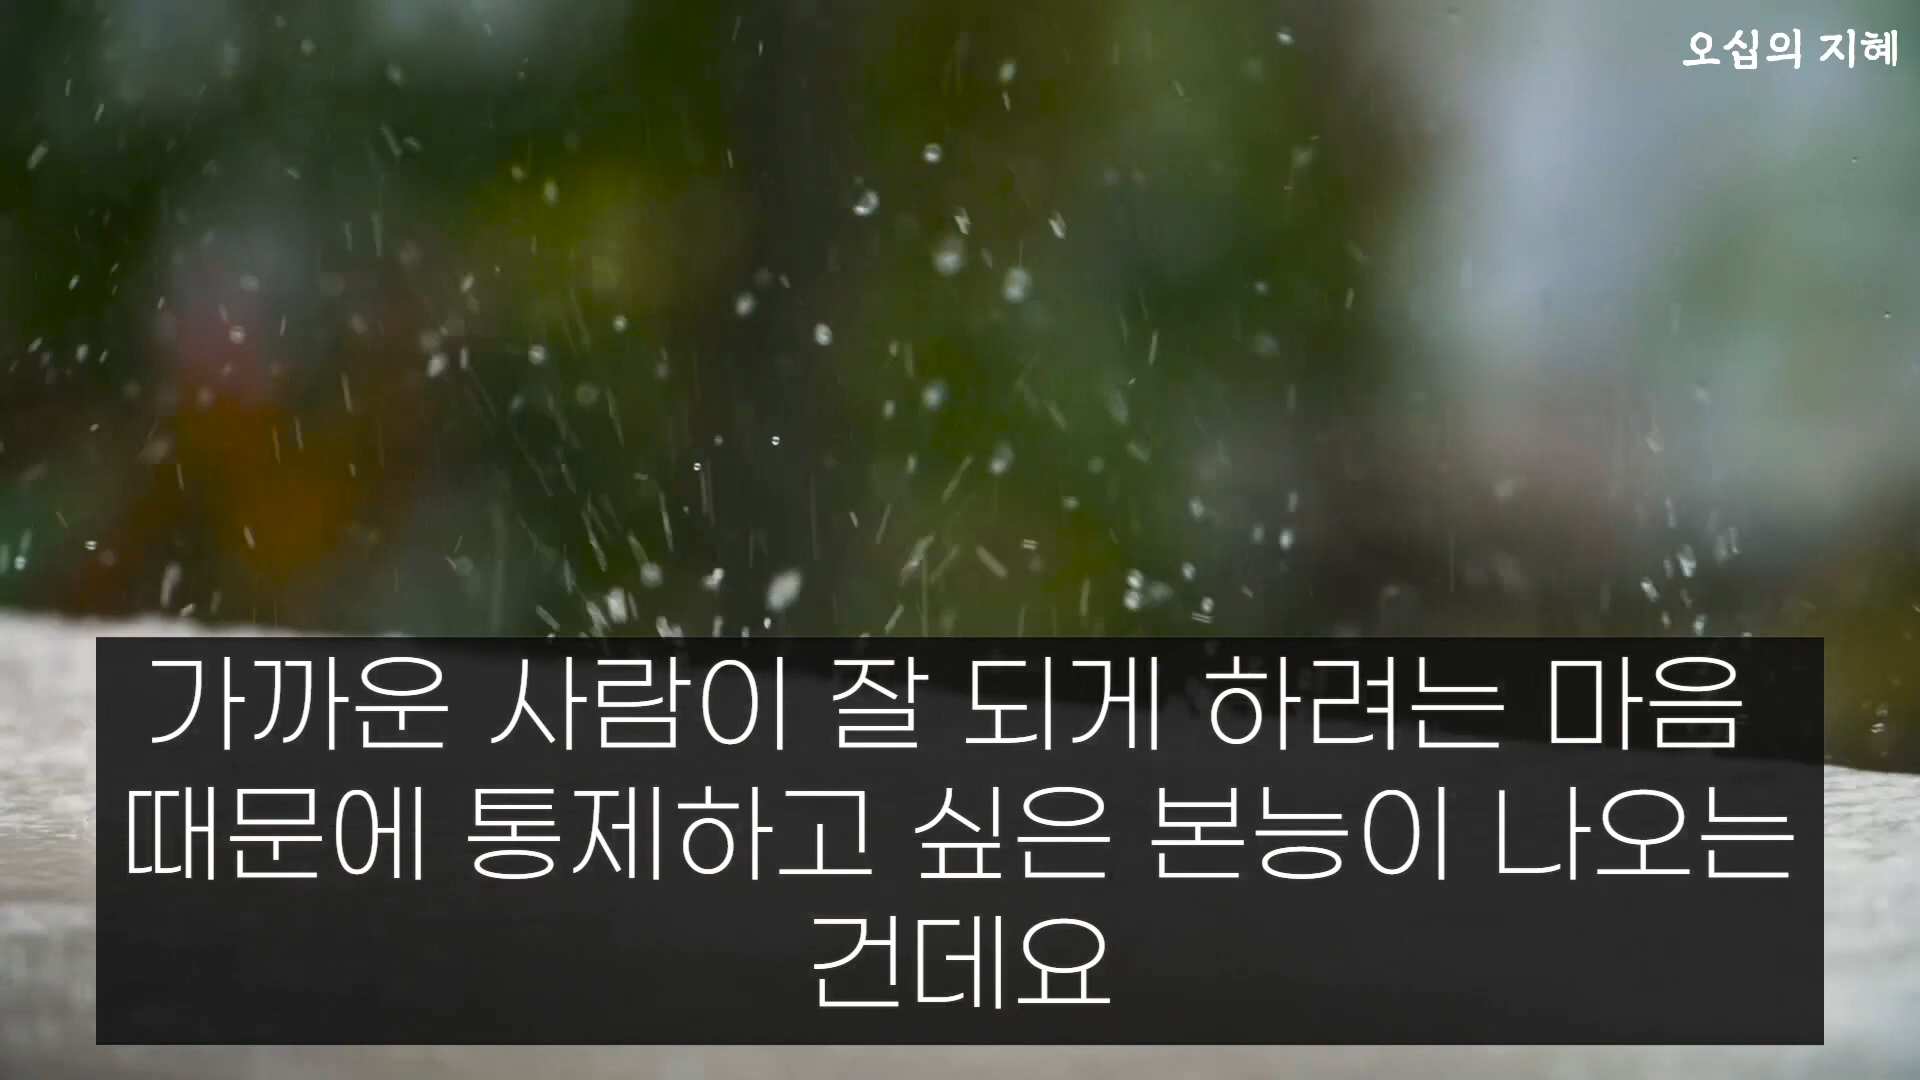 오십의 지혜
가까운 사람이 잘 되게 하려는 마음
때문에 통제하고 싶은 본능이 나오는
건데요